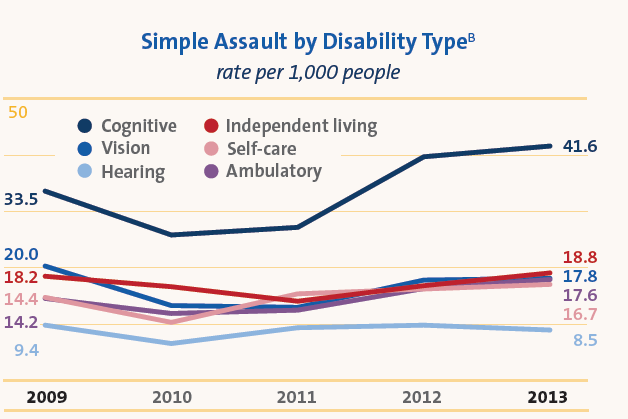 Simple Assault by Disability Typeᴮ
rate per 1,000 people
50
Cognitive
Independent living
Vision
Self-care
Hearing
Ambulatory
41.6
33.5
20.0
18.2
14.4
14.2
9.4
18.8
17.8
17.6
16.7
8.5
2009 2010 2011 2012 2013